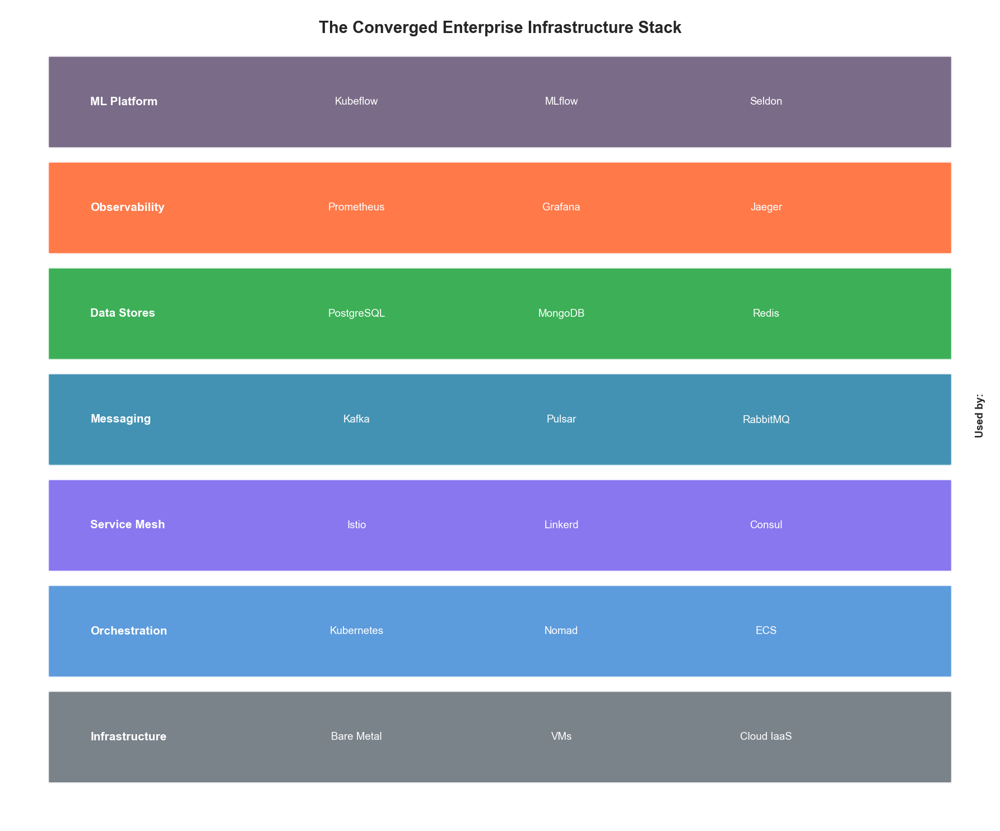 The Converged Enterprise Infrastructure Stack
ML Platform Kubeflow MLflow Seldon
Observability Prometheus Grafana Jaeger
Data Stores PostgreSQL MongoDB Redis
Messaging Kafka Pulsar RabbitMQ
Used by:
Service Mesh Istio Linkerd Consul
Orchestration Kubernetes Nomad ECS
Infrastructure Bare Metal VMs Cloud IaaS